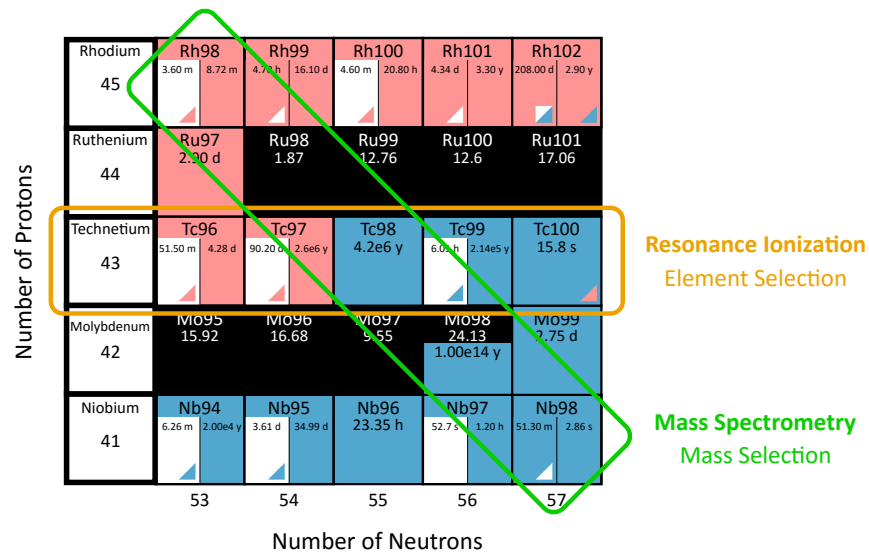 Rhodium
45
Rh98
3.60 m 8.72 m
Rh99
4.70 h 16.10 d
Rh100
4.60 m 20.80 h
Rh101
4.34 d 3.30 y
Rh102
208.00 d 2.90 y
Ruthenium
44
Ru97
2.90 d
Ru98
1.87
Ru99
12.76
Ru100
12.6
Ru101
17.06
Technetium
43
Tc96
51.50 m 4.28 d
Tc97
90.20 d 2.6e6 y
Tc98
4.2e6 y
Tc99
6.01 h 2.14e5 y
Tc100
15.8 s
Molybdenum
42
Mo95
15.92
Mo96
16.68
Mo97
9.55
Mo98
24.13
1.00e14 y
Mo99
2.75 d
Niobium
41
Nb94
6.26 m 2.00e4 y
Nb95
3.61 d 34.99 d
Nb96
23.35 h
Nb97
52.7 s 1.20 h
Nb98
51.30 m 2.86 s
53 54 55 56 57
Number of Neutrons
Number of Protons
Resonance Ionization
Element Selection
Mass Spectrometry
Mass Selection